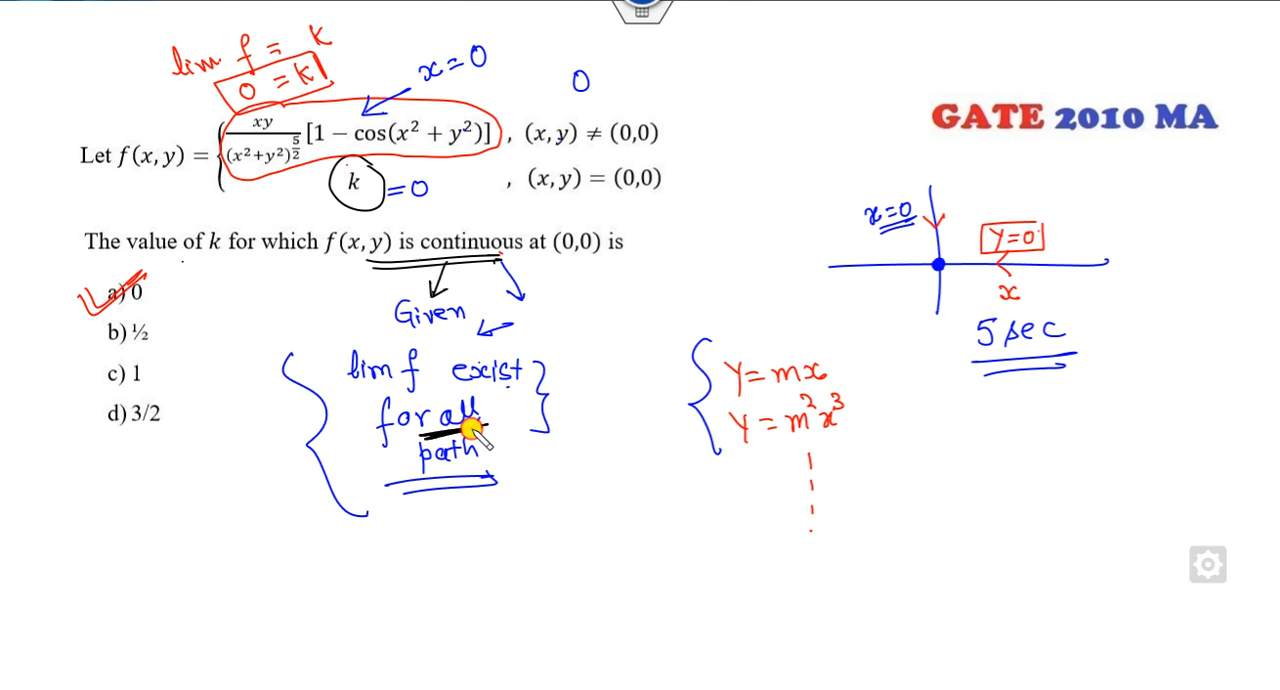 lim f = k
0 = k
x=0
0
GATE 2010 MA
Let f(x, y) = { xy/(x²+y²)^(5/2) [1 − cos(x² + y²)] , (x, y) ≠ (0,0)
k =0 , (x, y) = (0,0)
x=0
y=0
x
The value of k for which f(x, y) is continuous at (0,0) is
a) 0
Given
5 sec
b) ½
lim f exist
y= mx
c) 1
for all
y = m²x³
d) 3/2
path